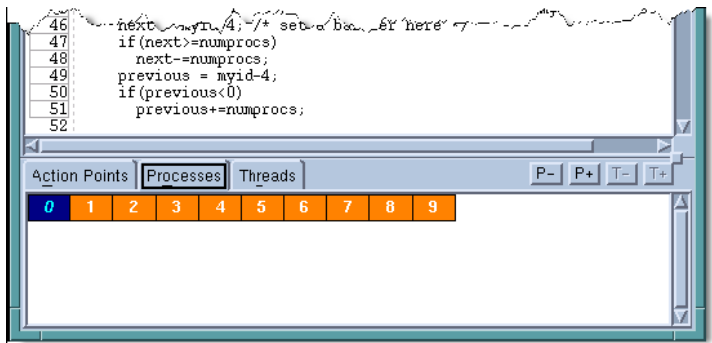 46 next
47 if(next>=numprocs)
48 next-=numprocs;
49 previous = myid-4;
50 if(previous<0)
51 previous+=numprocs;
52
Action Points Processes Threads P- P+ T- T+
0 1 2 3 4 5 6 7 8 9